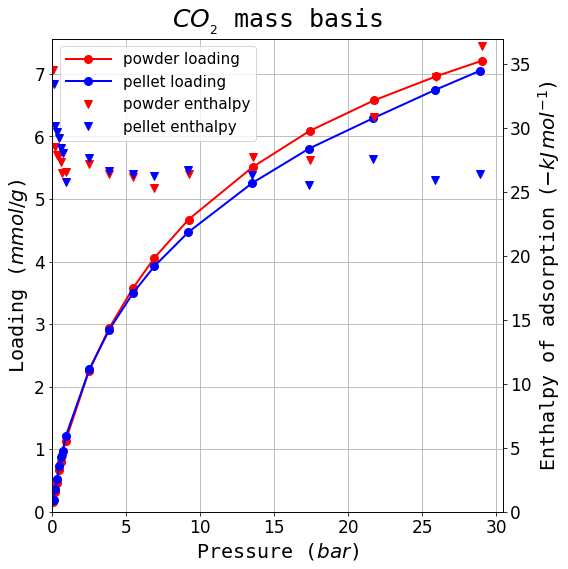 CO₂ mass basis
powder loading
pellet loading
powder enthalpy
pellet enthalpy
Loading (mmol/g)
7
6
5
4
3
2
1
0
35
30
25
20
15
10
5
0
Enthalpy of adsorption (−kJmol⁻¹)
0 5 10 15 20 25 30
Pressure (bar)